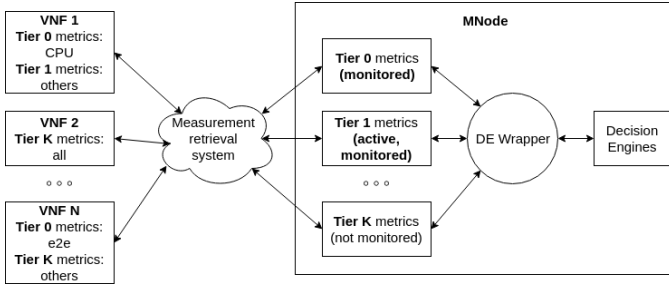 VNF 1
Tier 0 metrics:
CPU
Tier 1 metrics:
others
VNF 2
Tier K metrics:
all
VNF N
Tier 0 metrics:
e2e
Tier K metrics:
others
Measurement
retrieval
system
MNode
Tier 0 metrics
(monitored)
Tier 1 metrics
(active,
monitored)
Tier K metrics
(not monitored)
DE Wrapper
Decision
Engines